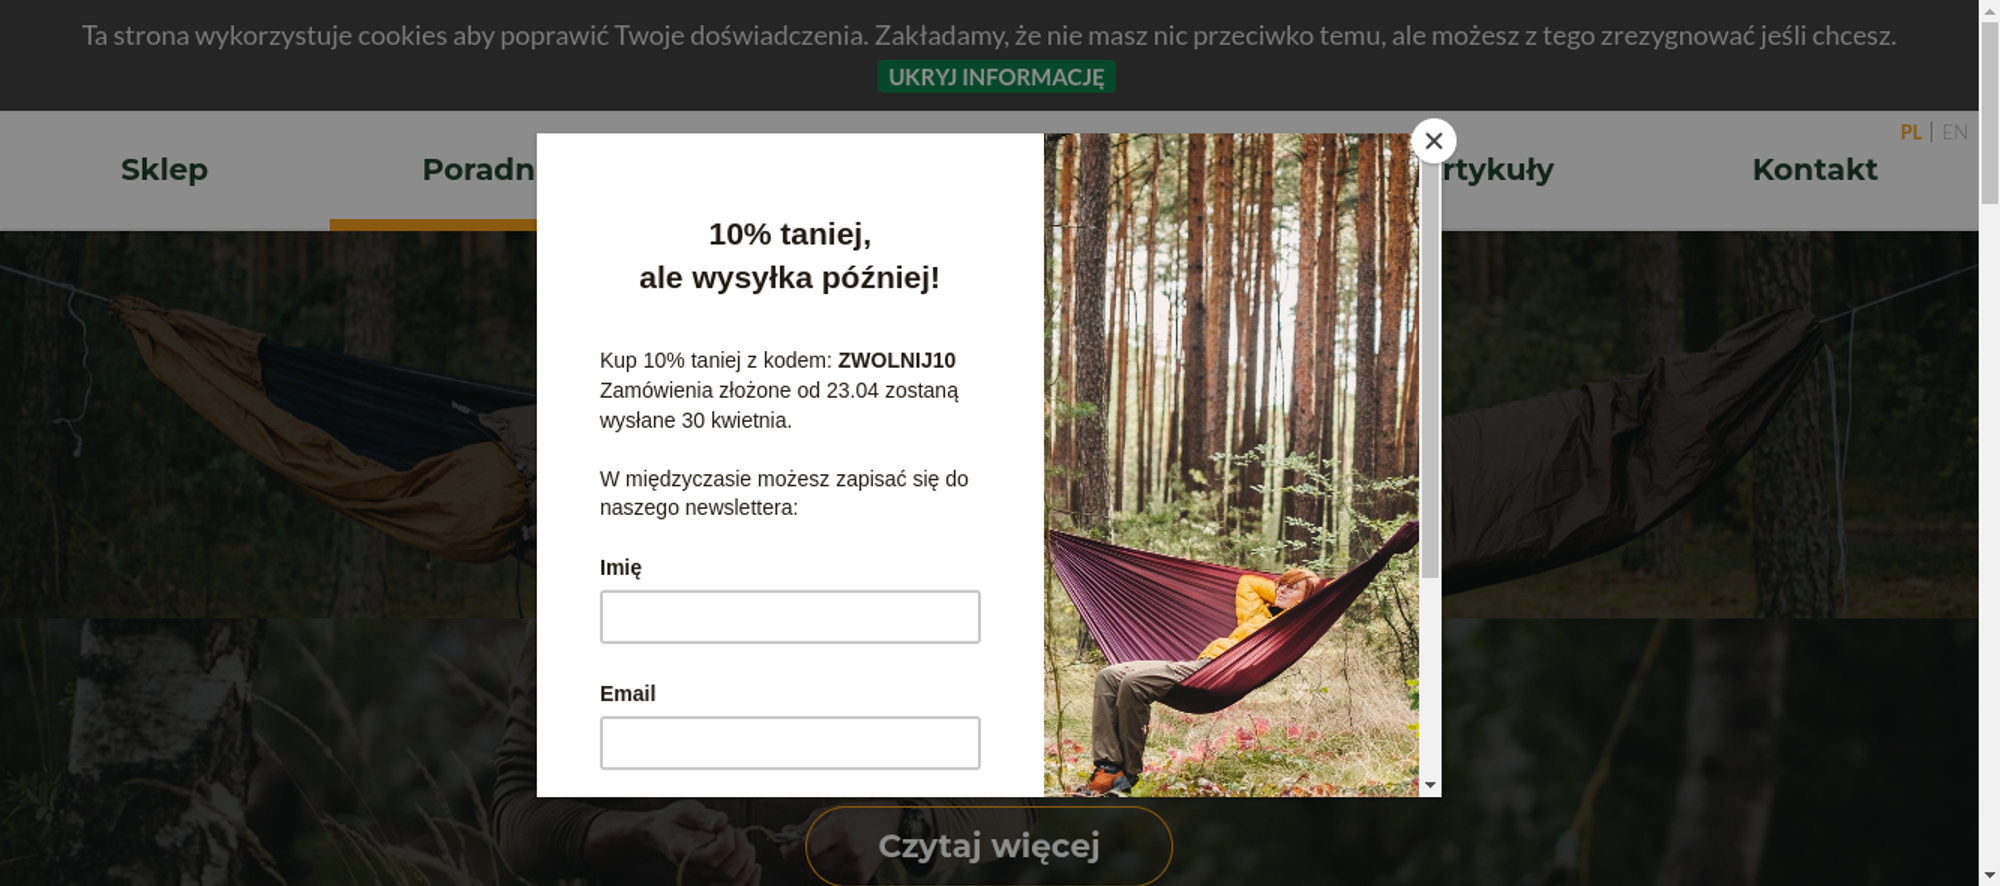 Ta strona wykorzystuje cookies aby poprawić Twoje doświadczenia. Zakładamy, że nie masz nic przeciwko temu, ale możesz z tego zrezygnować jeśli chcesz.
UKRYJ INFORMACJĘ
PL | EN
Sklep
Poradn
rtykuły
Kontakt
10% taniej,
ale wysyłka później!
Kup 10% taniej z kodem: ZWOLNIJ10
Zamówienia złożone od 23.04 zostaną
wysłane 30 kwietnia.
W międzyczasie możesz zapisać się do
naszego newslettera:
Imię
Email
Czytaj więcej